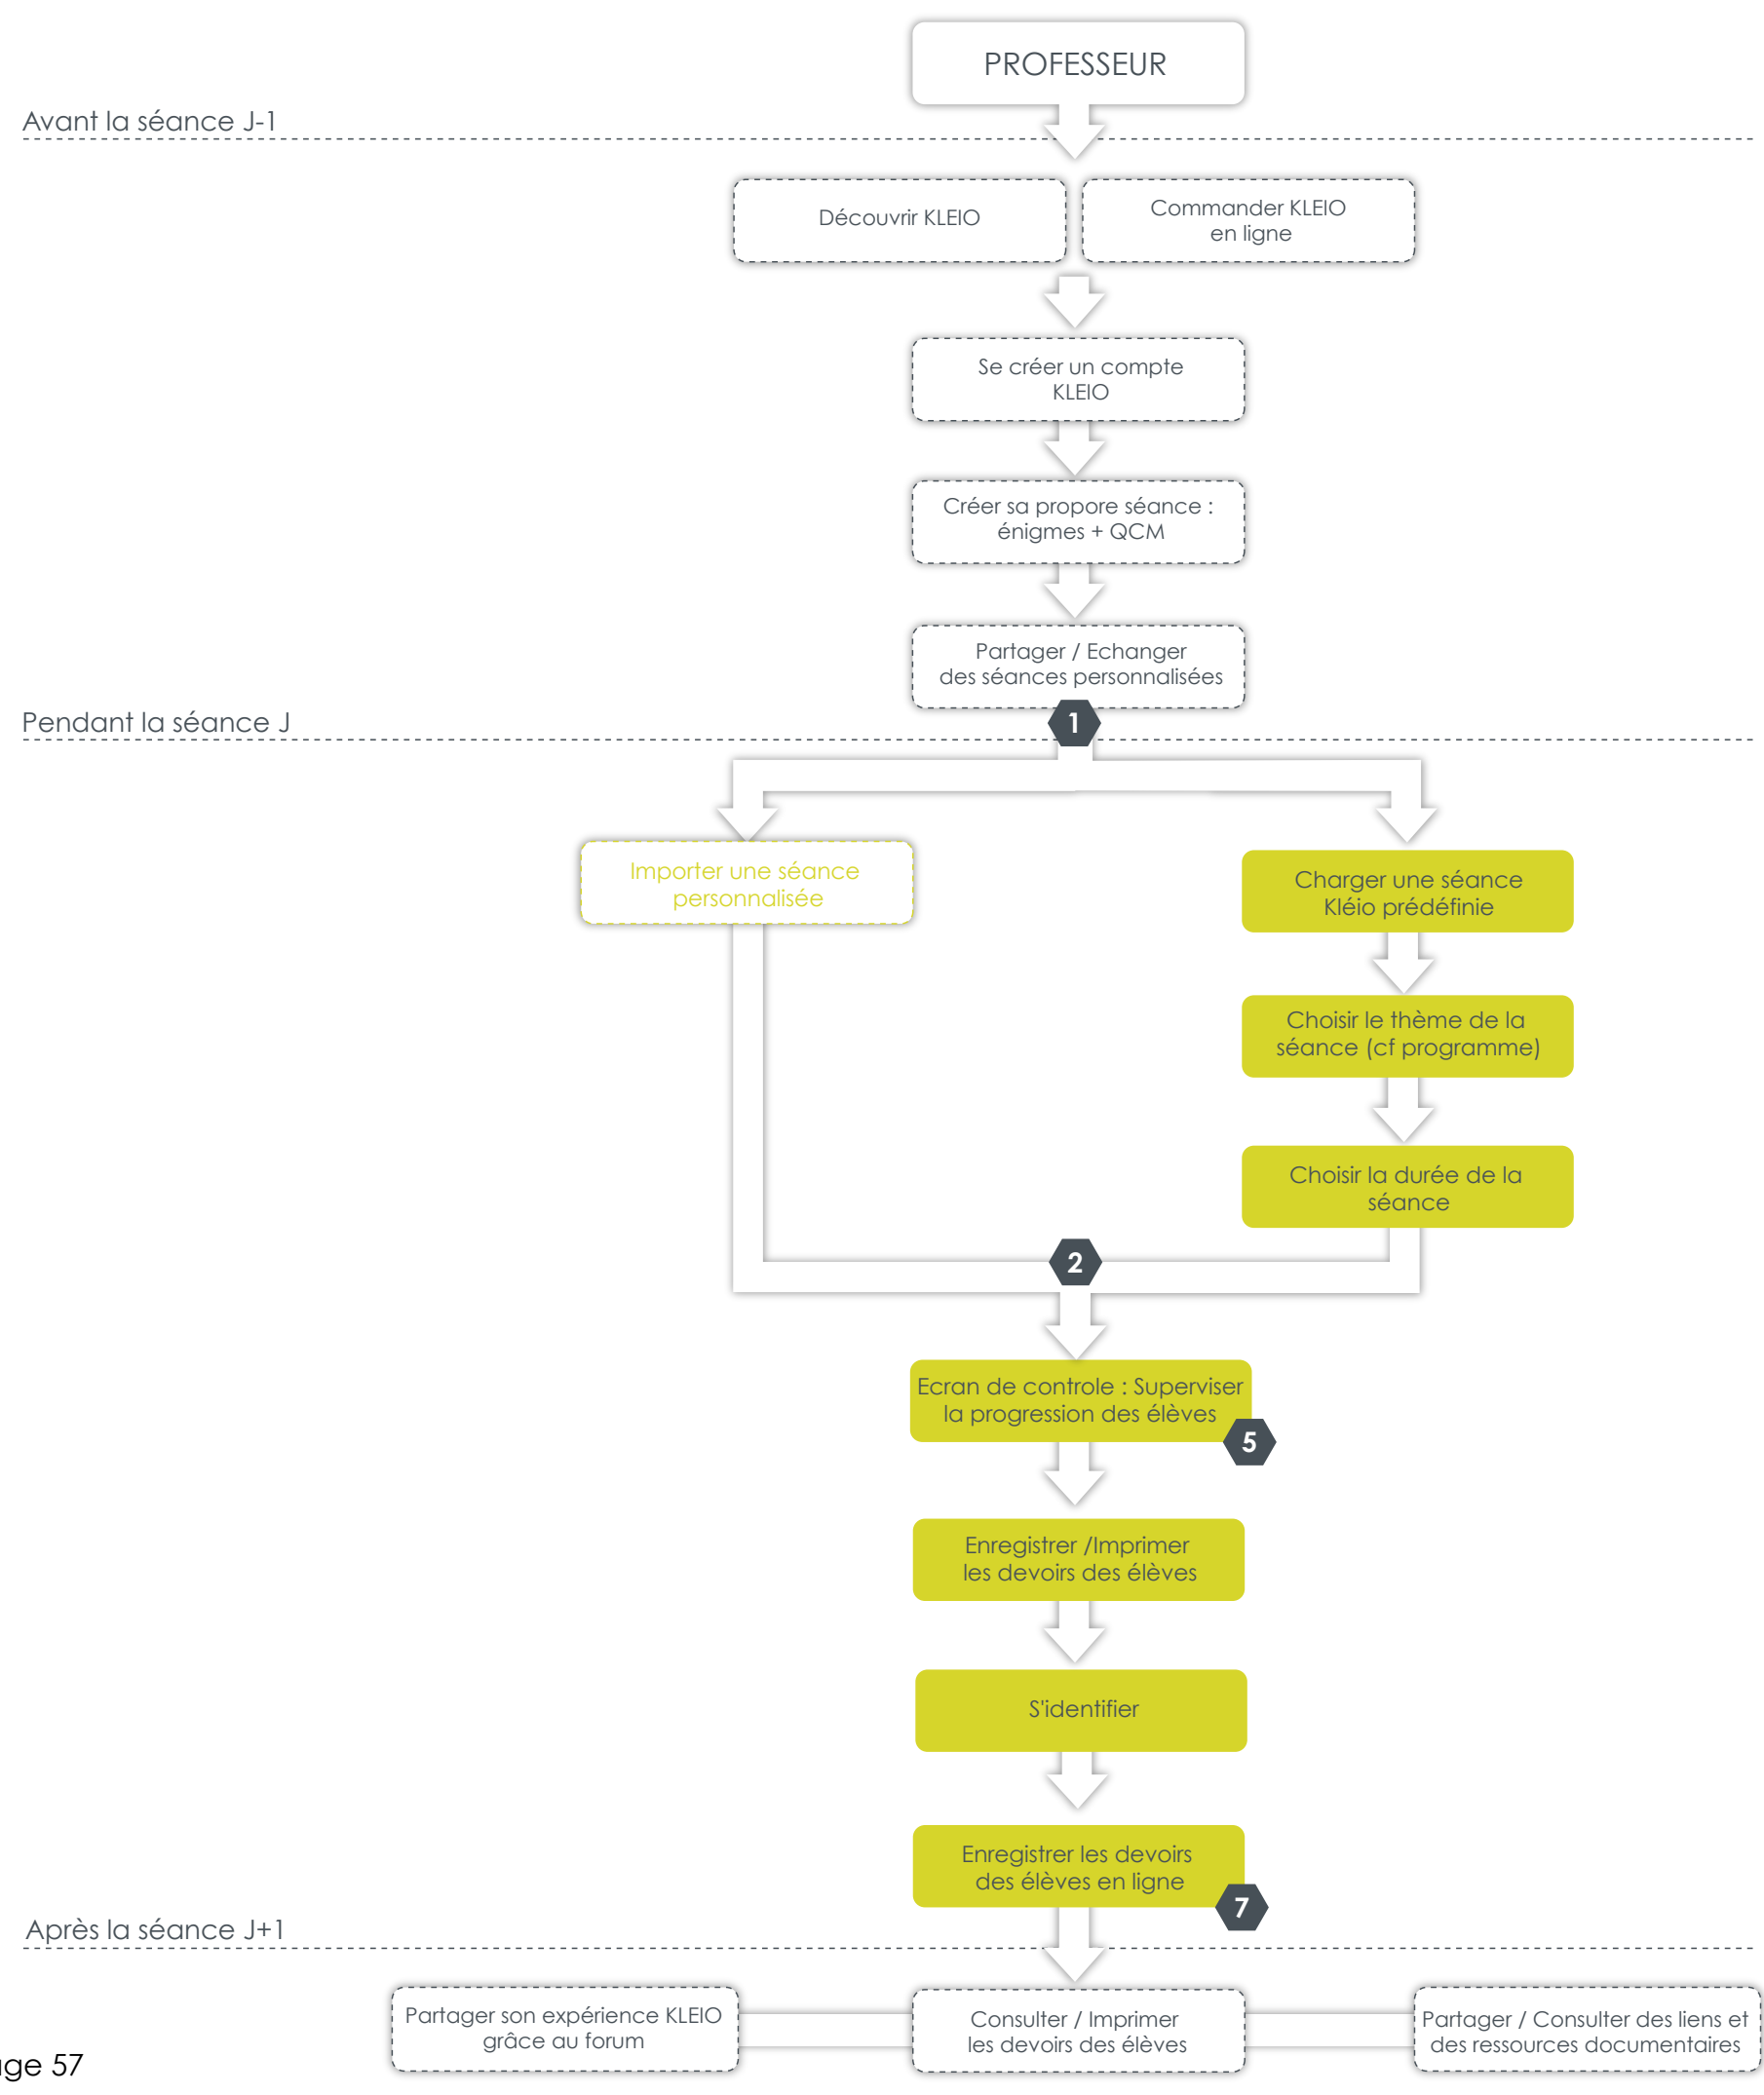 PROFESSEUR
Avant la séance J-1
Découvrir KLEIO
Commander KLEIO
en ligne
Se créer un compte
KLEIO
Créer sa propore séance :
énigmes + QCM
Partager / Echanger
des séances personnalisées
Pendant la séance J
1
Importer une séance
personnalisée
Charger une séance
Kléio prédéfinie
Choisir le thème de la
séance (cf programme)
Choisir la durée de la
séance
2
Ecran de controle : Superviser
la progression des élèves
5
Enregistrer /Imprimer
les devoirs des élèves
S'identifier
Enregistrer les devoirs
des élèves en ligne
7
Après la séance J+1
Partager son expérience KLEIO
grâce au forum
Consulter / Imprimer
les devoirs des élèves
Partager / Consulter des liens et
des ressources documentaires
ge 57